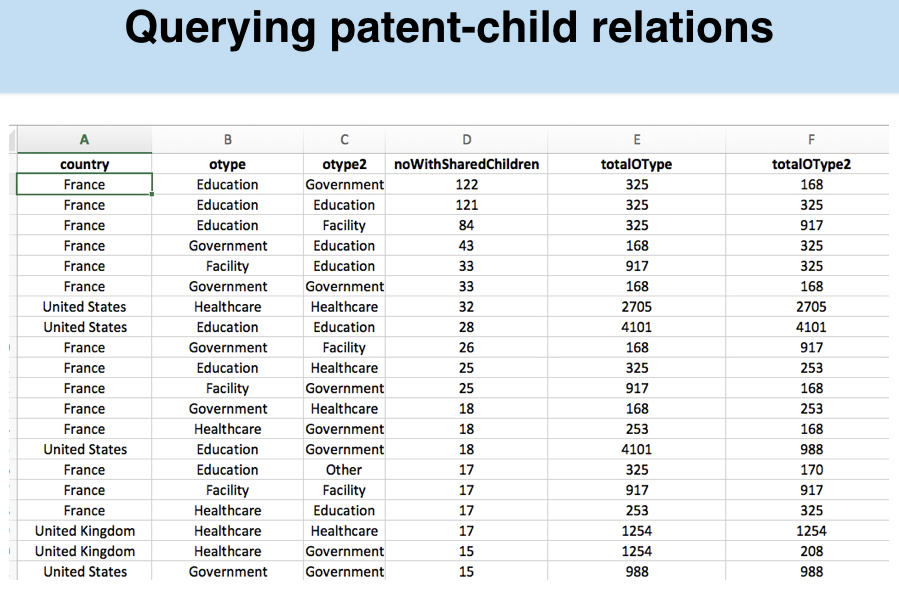 Querying patent-child relations
A B C D E F
country otype otype2 noWithSharedChildren totalOType totalOType2
France Education Government 122 325 168
France Education Education 121 325 325
France Education Facility 84 325 917
France Government Education 43 168 325
France Facility Education 33 917 325
France Government Government 33 168 168
United States Healthcare Healthcare 32 2705 2705
United States Education Education 28 4101 4101
France Government Facility 26 168 917
France Education Healthcare 25 325 253
France Facility Government 25 917 168
France Government Healthcare 18 168 253
France Healthcare Government 18 253 168
United States Education Government 18 4101 988
France Education Other 17 325 170
France Facility Facility 17 917 917
France Healthcare Education 17 253 325
United Kingdom Healthcare Healthcare 17 1254 1254
United Kingdom Healthcare Government 15 1254 208
United States Government Government 15 988 988